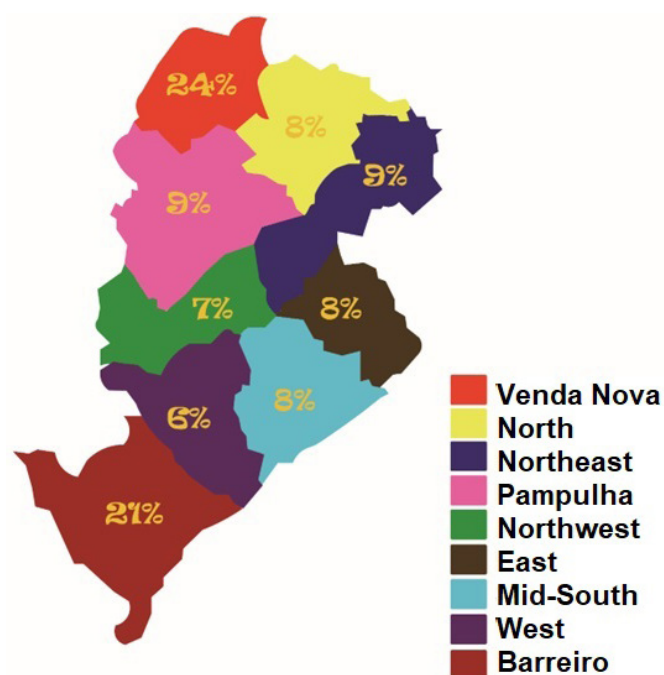 24%
8%
9%
9%
7%
8%
8%
6%
21%
Venda Nova
North
Northeast
Pampulha
Northwest
East
Mid-South
West
Barreiro